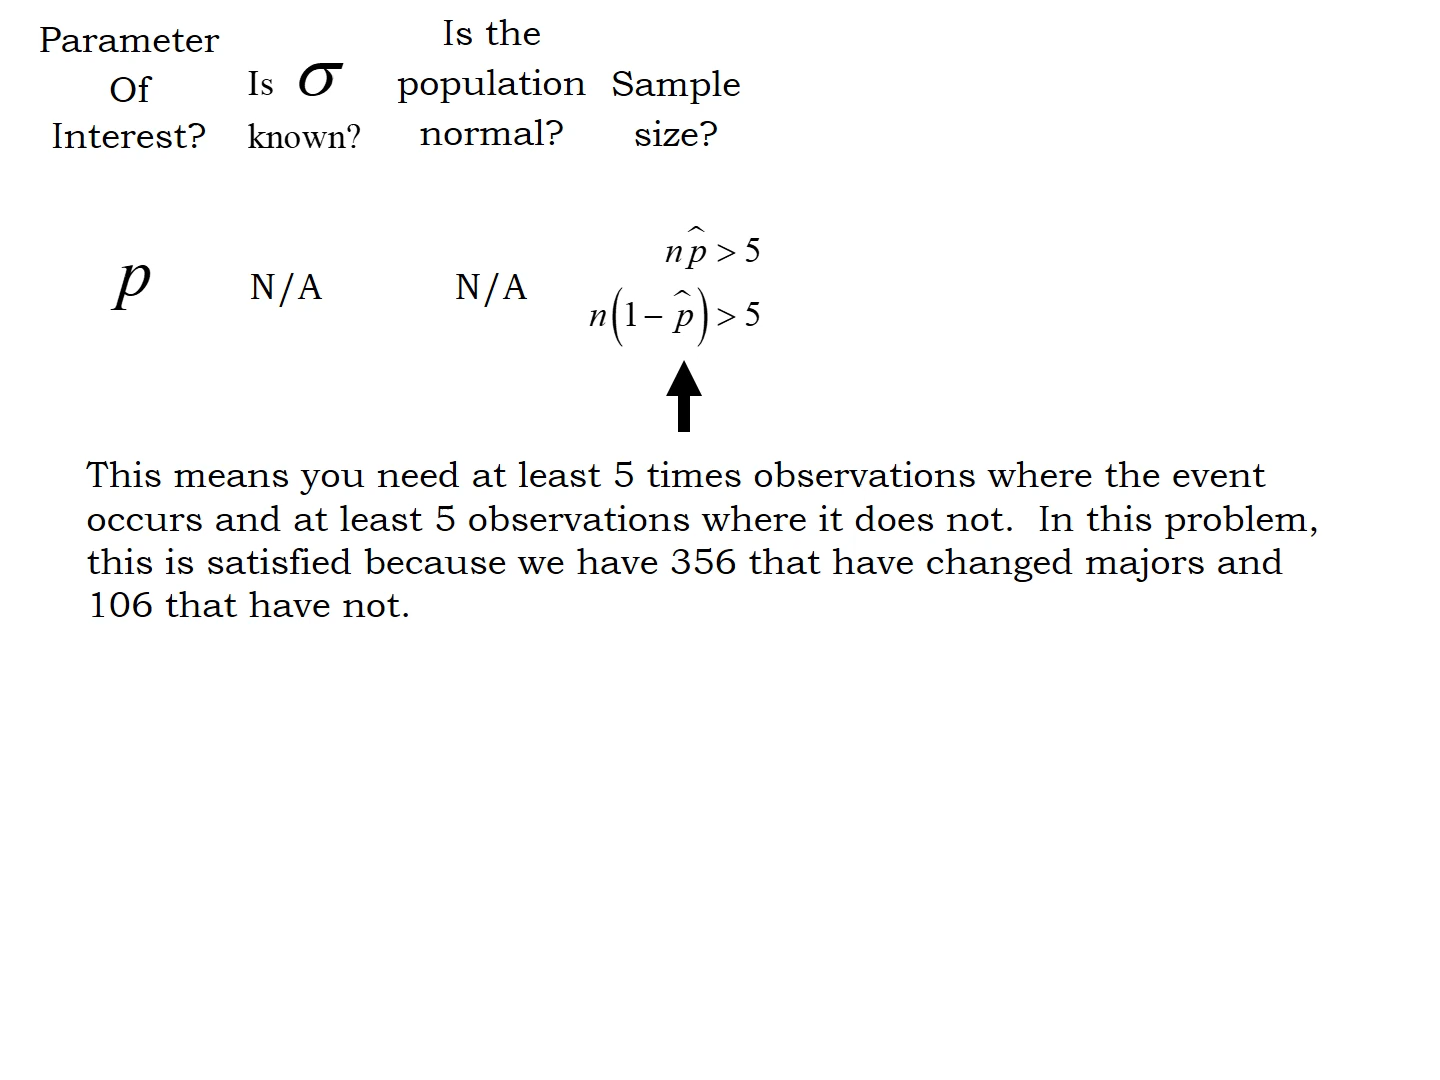 Parameter
Of
Interest?
Is σ
known?
Is the
population
normal?
Sample
size?
p
N/A
N/A
n p̂ > 5
n(1 − p̂) > 5
This means you need at least 5 times observations where the event
occurs and at least 5 observations where it does not.  In this problem,
this is satisfied because we have 356 that have changed majors and
106 that have not.